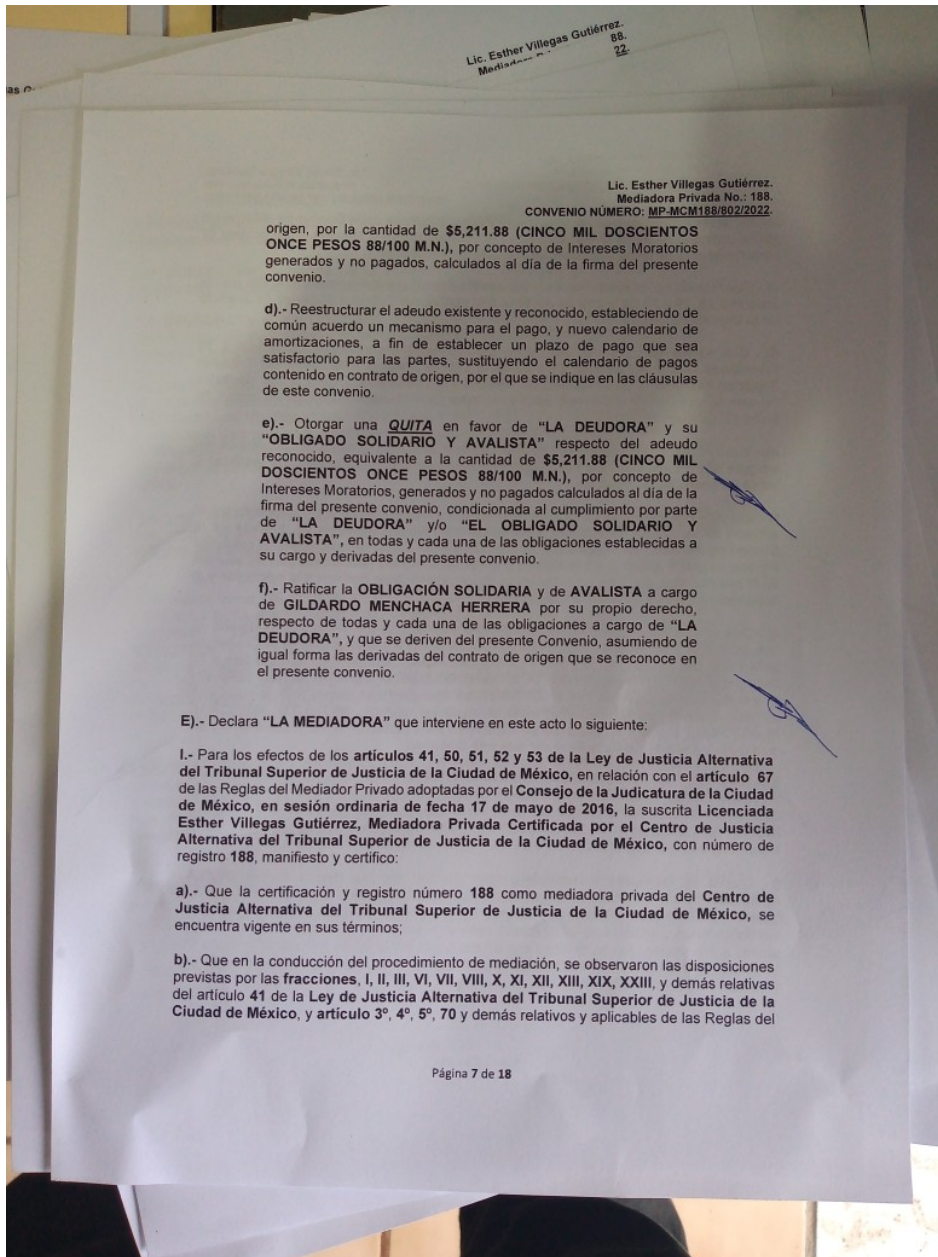 Lic. Esther Villegas Gutiérrez.
88.
22.
Lic. Esther Villegas Gutiérrez.
Mediadora Privada No.: 188.
CONVENIO NÚMERO: MP-MCM188/802/2022.
origen, por la cantidad de $5,211.88 (CINCO MIL DOSCIENTOS
ONCE PESOS 88/100 M.N.), por concepto de Intereses Moratorios
generados y no pagados, calculados al día de la firma del presente
convenio.
d).- Reestructurar el adeudo existente y reconocido, estableciendo de
común acuerdo un mecanismo para el pago, y nuevo calendario de
amortizaciones, a fin de establecer un plazo de pago que sea
satisfactorio para las partes, sustituyendo el calendario de pagos
contenido en contrato de origen, por el que se indique en las cláusulas
de este convenio.
e).- Otorgar una QUITA en favor de “LA DEUDORA” y su
“OBLIGADO SOLIDARIO Y AVALISTA” respecto del adeudo
reconocido, equivalente a la cantidad de $5,211.88 (CINCO MIL
DOSCIENTOS ONCE PESOS 88/100 M.N.), por concepto de
Intereses Moratorios, generados y no pagados calculados al día de la
firma del presente convenio, condicionada al cumplimiento por parte
de “LA DEUDORA” y/o “EL OBLIGADO SOLIDARIO Y
AVALISTA”, en todas y cada una de las obligaciones establecidas a
su cargo y derivadas del presente convenio.
f).- Ratificar la OBLIGACIÓN SOLIDARIA y de AVALISTA a cargo
de GILDARDO MENCHACA HERRERA por su propio derecho,
respecto de todas y cada una de las obligaciones a cargo de “LA
DEUDORA”, y que se deriven del presente Convenio, asumiendo de
igual forma las derivadas del contrato de origen que se reconoce en
el presente convenio.
E).- Declara “LA MEDIADORA” que interviene en este acto lo siguiente:
I.- Para los efectos de los artículos 41, 50, 51, 52 y 53 de la Ley de Justicia Alternativa
del Tribunal Superior de Justicia de la Ciudad de México, en relación con el artículo 67
de las Reglas del Mediador Privado adoptadas por el Consejo de la Judicatura de la Ciudad
de México, en sesión ordinaria de fecha 17 de mayo de 2016, la suscrita Licenciada
Esther Villegas Gutiérrez, Mediadora Privada Certificada por el Centro de Justicia
Alternativa del Tribunal Superior de Justicia de la Ciudad de México, con número de
registro 188, manifiesto y certifico:
a).- Que la certificación y registro número 188 como mediadora privada del Centro de
Justicia Alternativa del Tribunal Superior de Justicia de la Ciudad de México, se
encuentra vigente en sus términos;
b).- Que en la conducción del procedimiento de mediación, se observaron las disposiciones
previstas por las fracciones, I, II, III, VI, VII, VIII, X, XI, XII, XIII, XIX, XXIII, y demás relativas
del artículo 41 de la Ley de Justicia Alternativa del Tribunal Superior de Justicia de la
Ciudad de México, y artículo 3º, 4º, 5º, 70 y demás relativos y aplicables de las Reglas del
Página 7 de 18